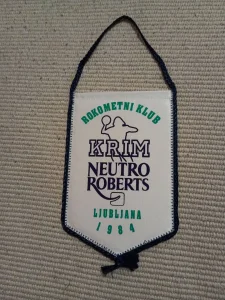 ROKOMETNI KLUB
KRIM
NEUTRO
ROBERTS
LJUBLJANA
1984